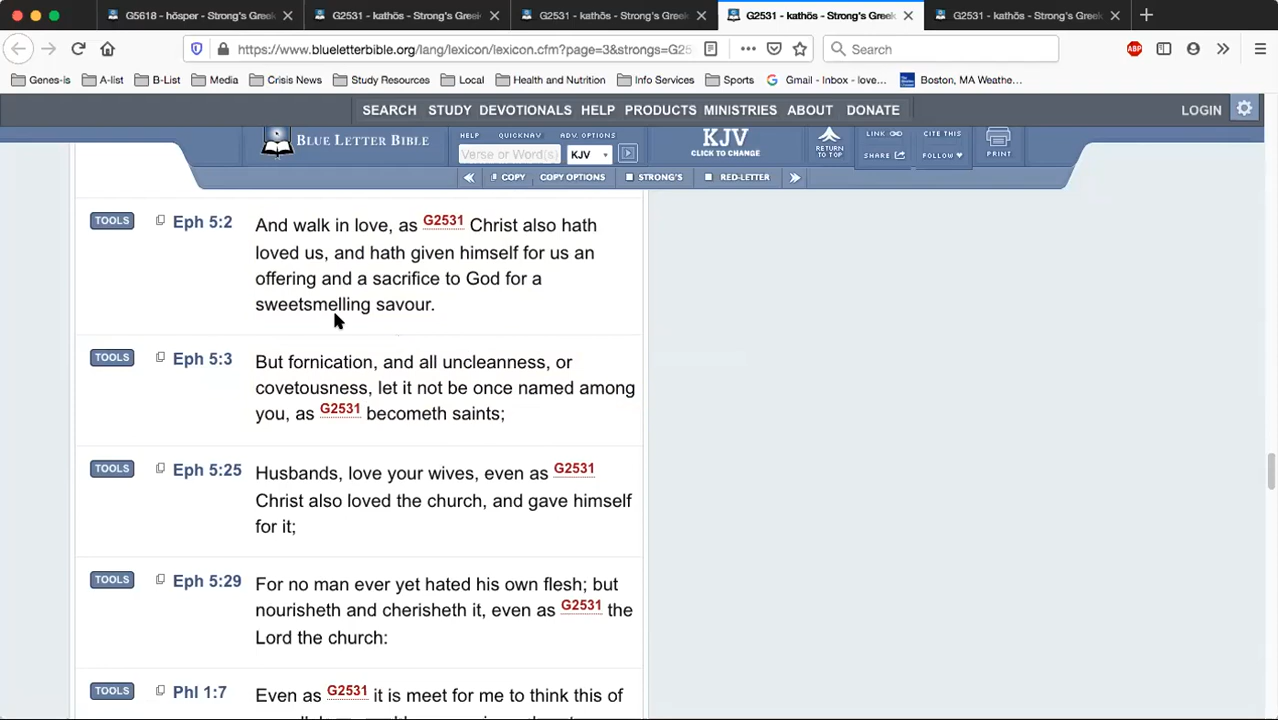 G5618 - hōsper - Strong's Greek
G2531 - kathōs - Strong's Greek
G2531 - kathōs - Strong's Greek
G2531 - kathōs - Strong's Greek
G2531 - kathōs - Strong's Greek
https://www.blueletterbible.org/lang/lexicon/lexicon.cfm?page=3&strongs=G25
Search
ABP
Genes-is A-list B-List Media Crisis News Study Resources Local Health and Nutrition Info Services Sports Gmail - Inbox - love... Boston, MA Weathe...
SEARCH STUDY DEVOTIONALS HELP PRODUCTS MINISTRIES ABOUT DONATE LOGIN
BLUE LETTER BIBLE
HELP QUICKNAV ADV. OPTIONS
Verse or Word(s) KJV
KJV
CLICK TO CHANGE
RETURN
TO TOP
LINK CITE THIS
SHARE FOLLOW
PRINT
COPY COPY OPTIONS STRONG'S RED-LETTER
TOOLS Eph 5:2 And walk in love, as G2531 Christ also hath
loved us, and hath given himself for us an
offering and a sacrifice to God for a
sweetsmelling savour.
TOOLS Eph 5:3 But fornication, and all uncleanness, or
covetousness, let it not be once named among
you, as G2531 becometh saints;
TOOLS Eph 5:25 Husbands, love your wives, even as G2531
Christ also loved the church, and gave himself
for it;
TOOLS Eph 5:29 For no man ever yet hated his own flesh; but
nourisheth and cherisheth it, even as G2531 the
Lord the church:
TOOLS Phl 1:7 Even as G2531 it is meet for me to think this of